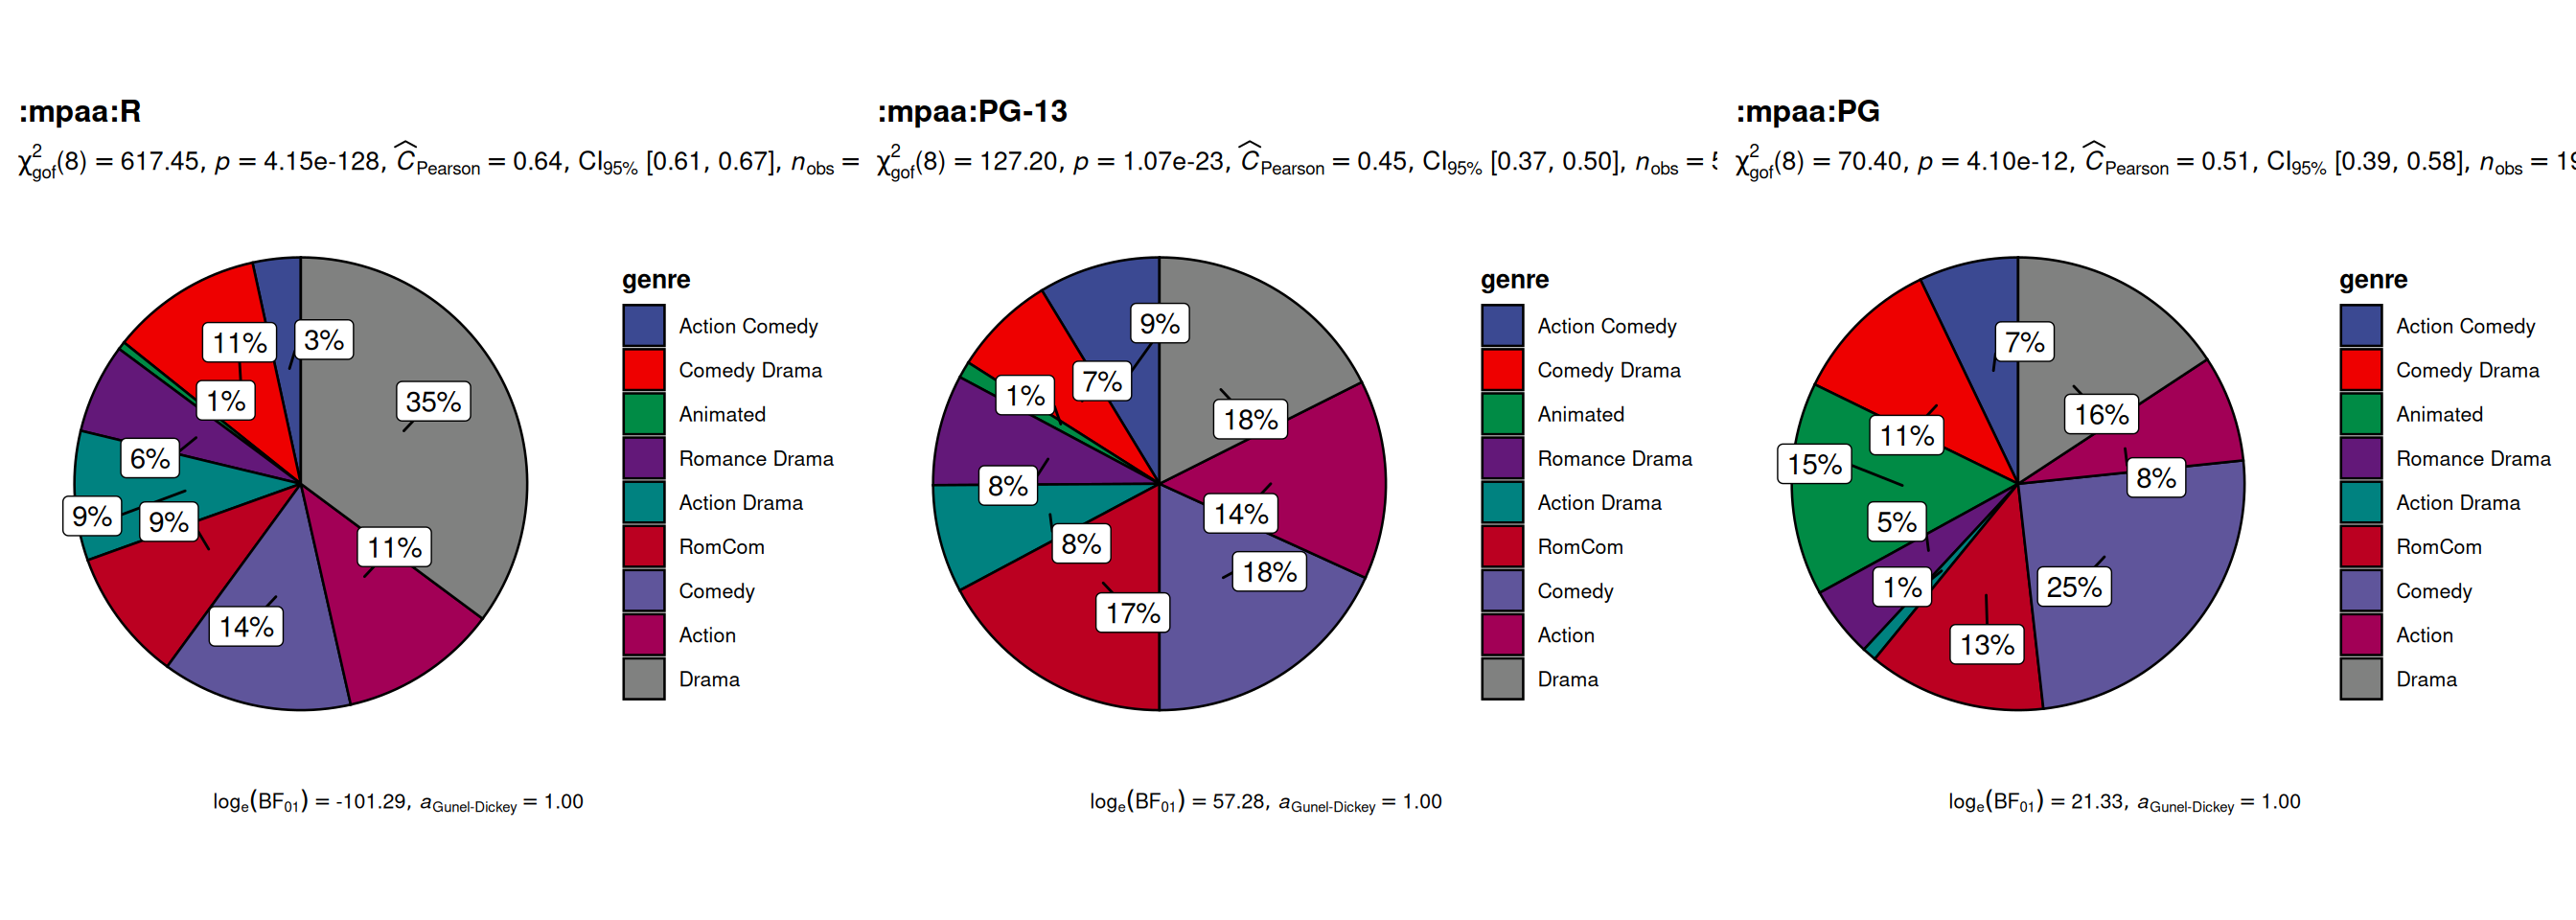 :mpaa:R
χ²gof(8) = 617.45, p = 4.15e-128, ĈPearson = 0.64, CI95% [0.61, 0.67], nobs =
3%
35%
11%
1%
6%
9%
9%
11%
14%
genre
Action Comedy
Comedy Drama
Animated
Romance Drama
Action Drama
RomCom
Comedy
Action
Drama
loge(BF01) = -101.29, aGunel-Dickey = 1.00
:mpaa:PG-13
χ²gof(8) = 127.20, p = 1.07e-23, ĈPearson = 0.45, CI95% [0.37, 0.50], nobs =
9%
7%
1%
18%
8%
14%
8%
18%
17%
genre
Action Comedy
Comedy Drama
Animated
Romance Drama
Action Drama
RomCom
Comedy
Action
Drama
loge(BF01) = 57.28, aGunel-Dickey = 1.00
:mpaa:PG
χ²gof(8) = 70.40, p = 4.10e-12, ĈPearson = 0.51, CI95% [0.39, 0.58], nobs =
7%
16%
11%
15%
8%
5%
1%
25%
13%
genre
Action Comedy
Comedy Drama
Animated
Romance Drama
Action Drama
RomCom
Comedy
Action
Drama
loge(BF01) = 21.33, aGunel-Dickey = 1.00